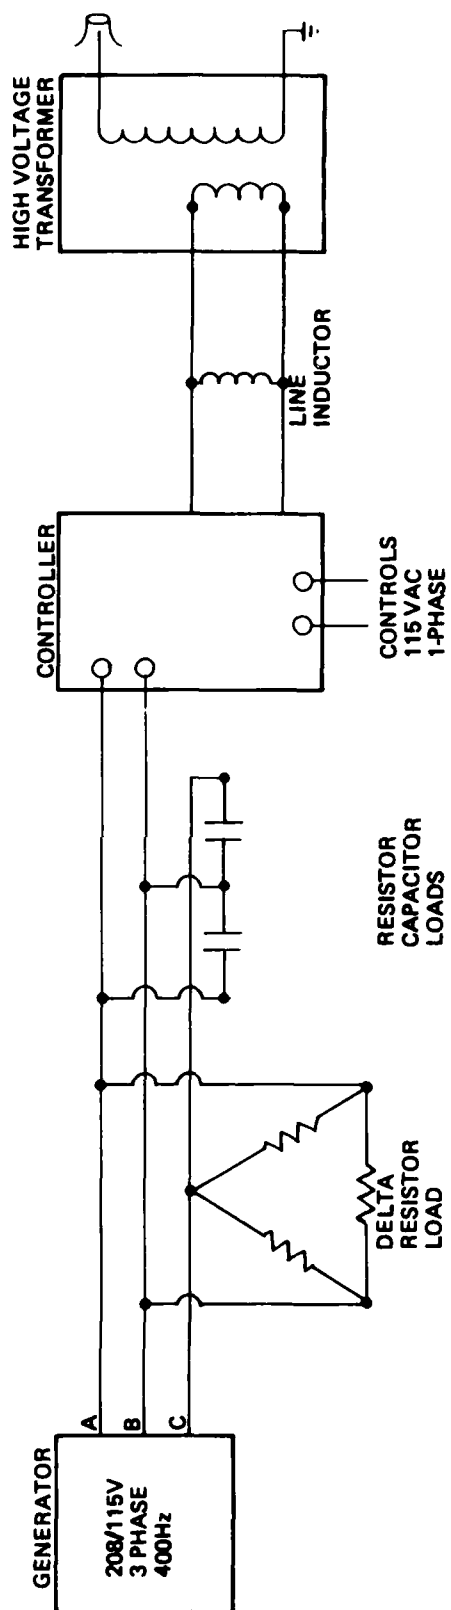 GENERATOR
208/115V
3 PHASE
400Hz
A
B
C
DELTA
RESISTOR
LOAD
RESISTOR
CAPACITOR
LOADS
CONTROLLER
CONTROLS
115 VAC
1-PHASE
LINE
INDUCTOR
HIGH VOLTAGE
TRANSFORMER